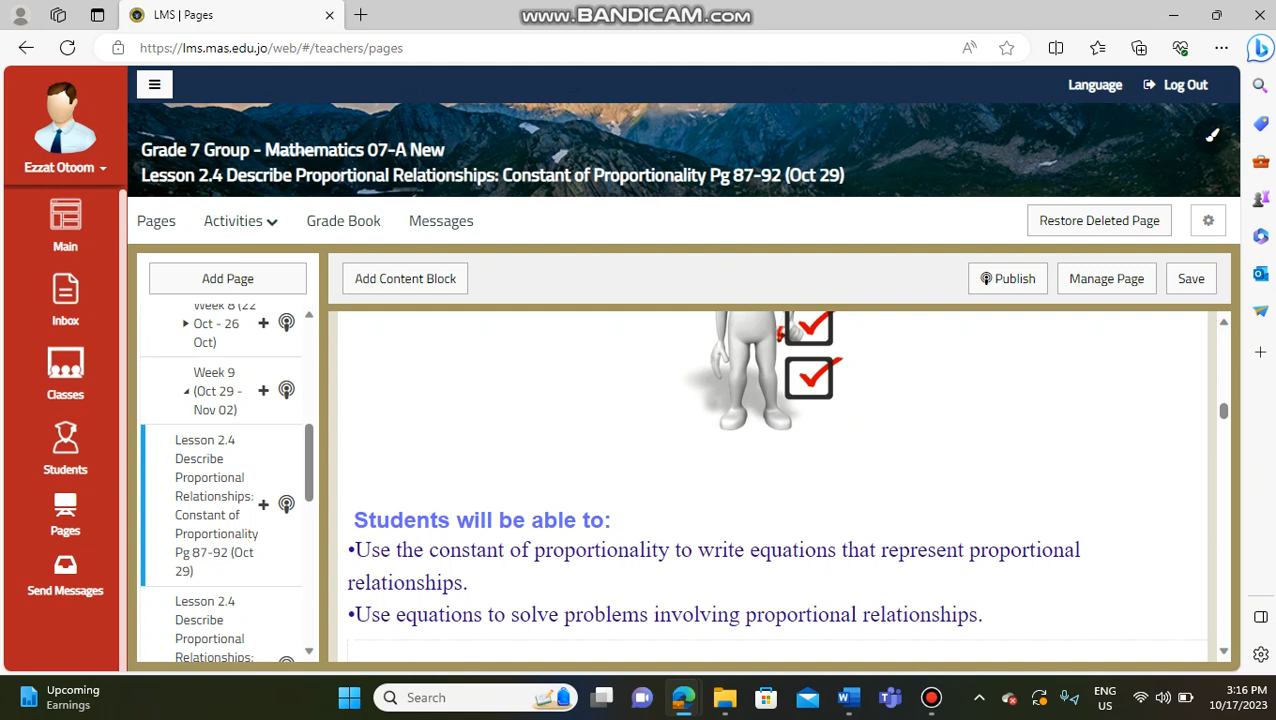 www.BANDICAM.com
LMS | Pages
https://lms.mas.edu.jo/web/#/teachers/pages
Language
Log Out
Ezzat Otoom
Grade 7 Group - Mathematics 07-A New
Lesson 2.4 Describe Proportional Relationships: Constant of Proportionality Pg 87-92 (Oct 29)
Main
Inbox
Classes
Students
Pages
Send Messages
Pages
Activities
Grade Book
Messages
Restore Deleted Page
Add Page
Add Content Block
Publish
Manage Page
Save
Week 8 (22
Oct - 26
Oct)
Week 9
(Oct 29 -
Nov 02)
Lesson 2.4
Describe
Proportional
Relationships:
Constant of
Proportionality
Pg 87-92 (Oct
29)
Lesson 2.4
Describe
Proportional
Relationships:
Students will be able to:
•Use the constant of proportionality to write equations that represent proportional
relationships.
•Use equations to solve problems involving proportional relationships.
Upcoming
Earnings
Search
ENG
US
3:16 PM
10/17/2023